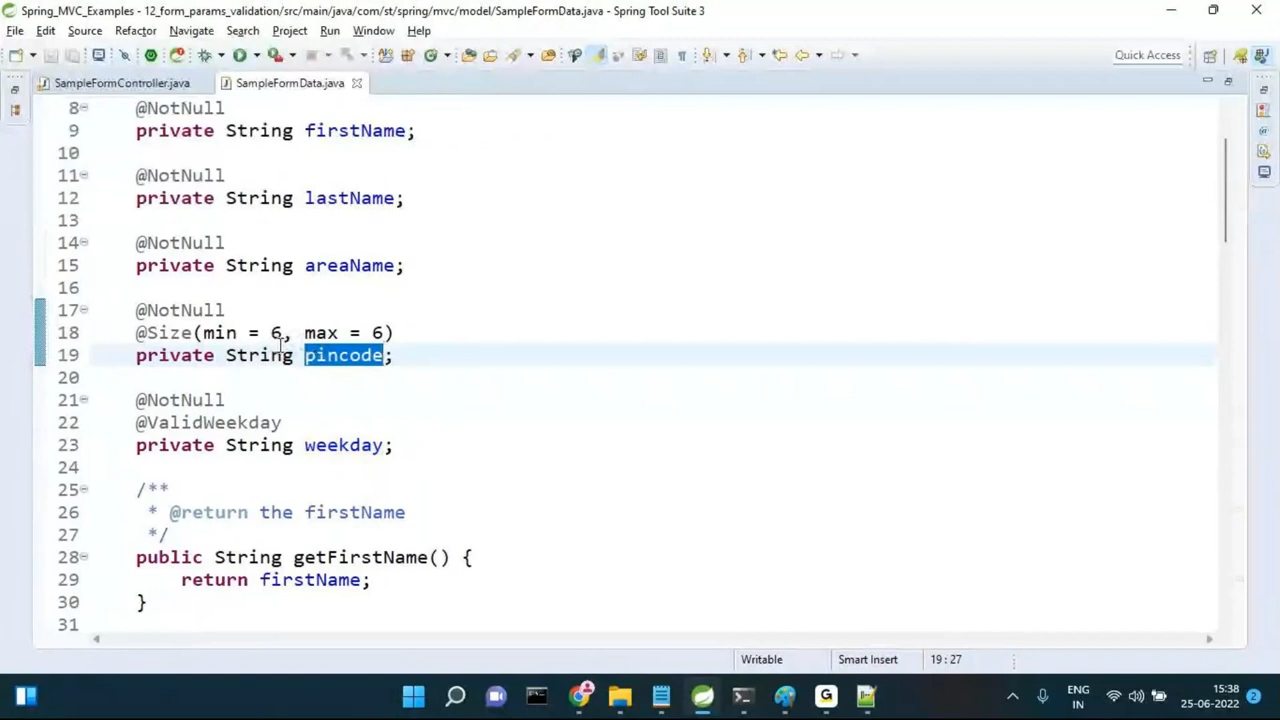 Spring_MVC_Examples - 12_form_params_validation/src/main/java/com/st/spring/mvc/model/SampleFormData.java - Spring Tool Suite 3
File Edit Source Refactor Navigate Search Project Run Window Help
Quick Access
SampleFormController.java SampleFormData.java
8 @NotNull
9 private String firstName;
10
11 @NotNull
12 private String lastName;
13
14 @NotNull
15 private String areaName;
16
17 @NotNull
18 @Size(min = 6, max = 6)
19 private String pincode;
20
21 @NotNull
22 @ValidWeekday
23 private String weekday;
24
25 /**
26 * @return the firstName
27 */
28 public String getFirstName() {
29 return firstName;
30 }
31
Writable Smart Insert 19 : 27
ENG
IN
15:38
25-06-2022
2